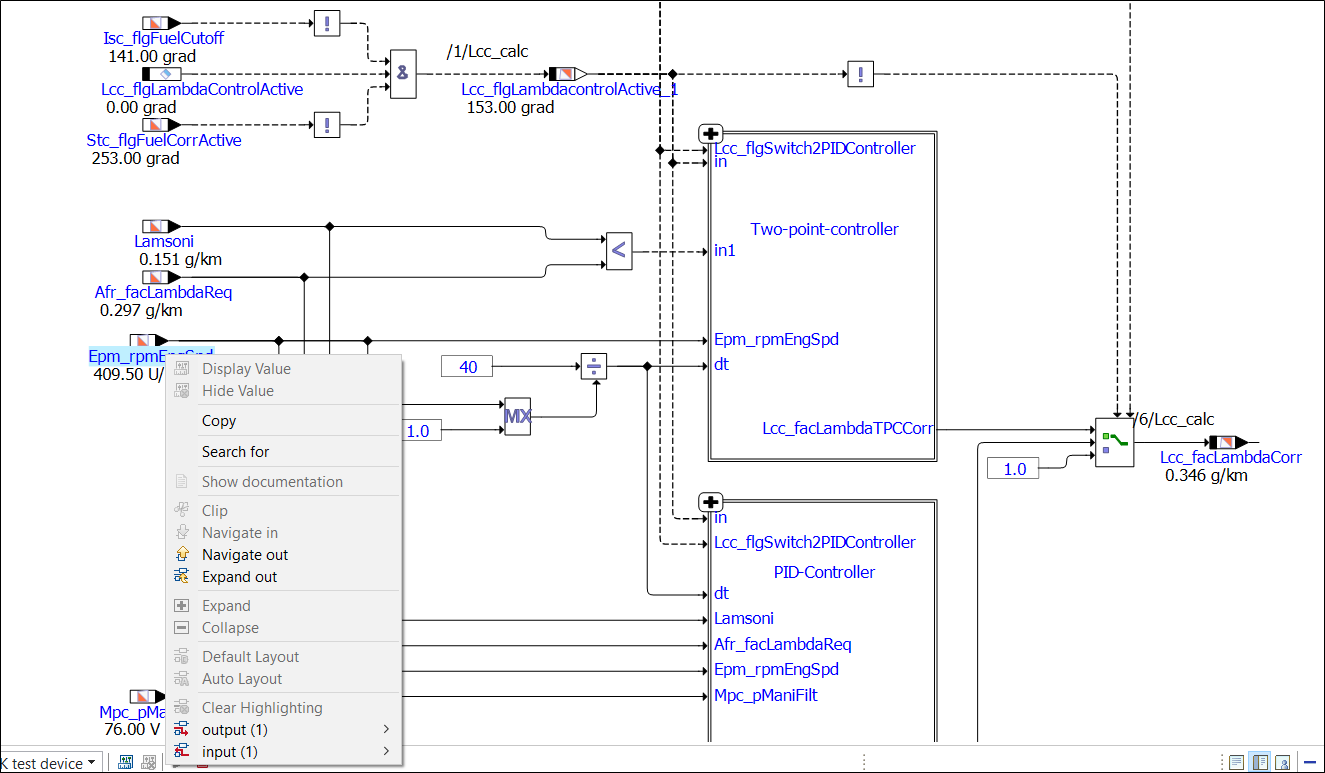 !
Isc_flgFuelCutoff
141.00 grad
/1/Lcc_calc
&
!
Lcc_flgLambdaControlActive
0.00 grad
Lcc_flgLambdacontrolActive_1
153.00 grad
!
Stc_flgFuelCorrActive
253.00 grad
Lcc_flgSwitch2PIDController
in
Two-point-controller
Lamsoni
0.151 g/km
<
in1
Afr_facLambdaReq
0.297 g/km
Epm_rpmEngSpd
Epm_rpmEngSpd
409.50 U/
40
÷
dt
Display Value
Hide Value
Copy
1.0
MX
Lcc_facLambdaTPCCorr
/6/Lcc_calc
Search for
1.0
Lcc_facLambdaCorr
0.346 g/km
Show documentation
Clip
in
Navigate in
Lcc_flgSwitch2PIDController
Navigate out
PID-Controller
Expand out
dt
Expand
Lamsoni
Collapse
Afr_facLambdaReq
Default Layout
Epm_rpmEngSpd
Auto Layout
Mpc_pManiFilt
Clear Highlighting
Mpc_pMa
76.00 V
output (1)
input (1)
K test device